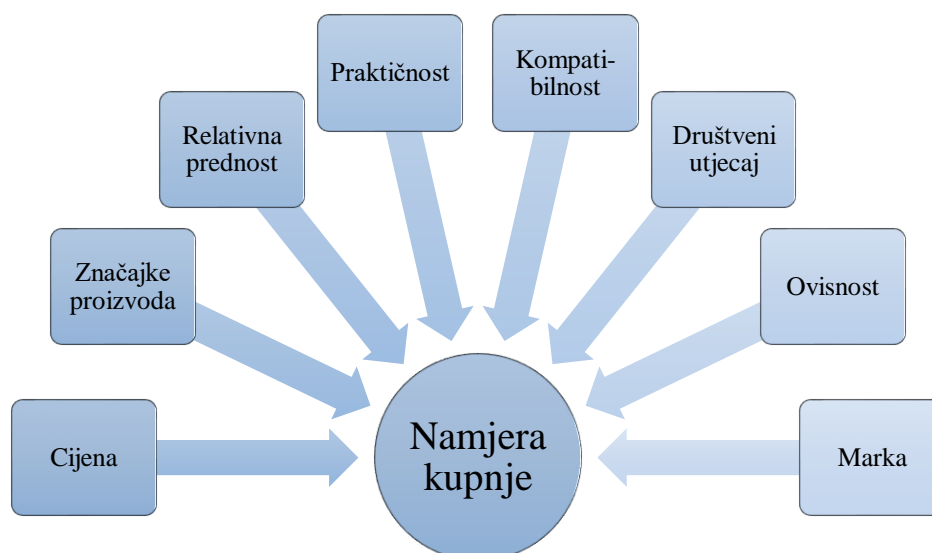 Praktičnost
Kompati-
bilnost
Relativna
prednost
Društveni
utjecaj
Značajke
proizvoda
Ovisnost
Cijena
Namjera
kupnje
Marka